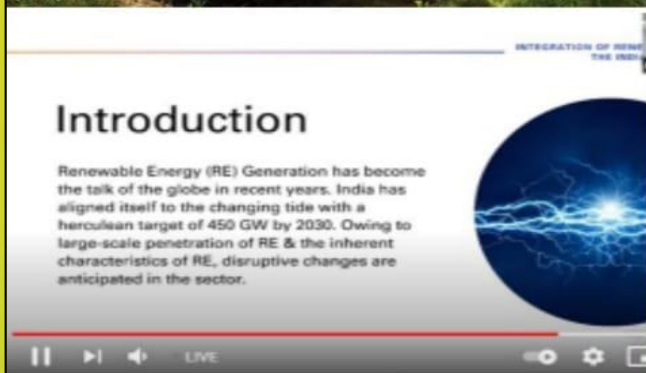 INTEGRATION OF RENE
THE INDI
Introduction
Renewable Energy (RE) Generation has become
the talk of the globe in recent years. India has
aligned itself to the changing tide with a
herculean target of 450 GW by 2030. Owing to
large-scale penetration of RE & the inherent
characteristics of RE, disruptive changes are
anticipated in the sector.
LIVE